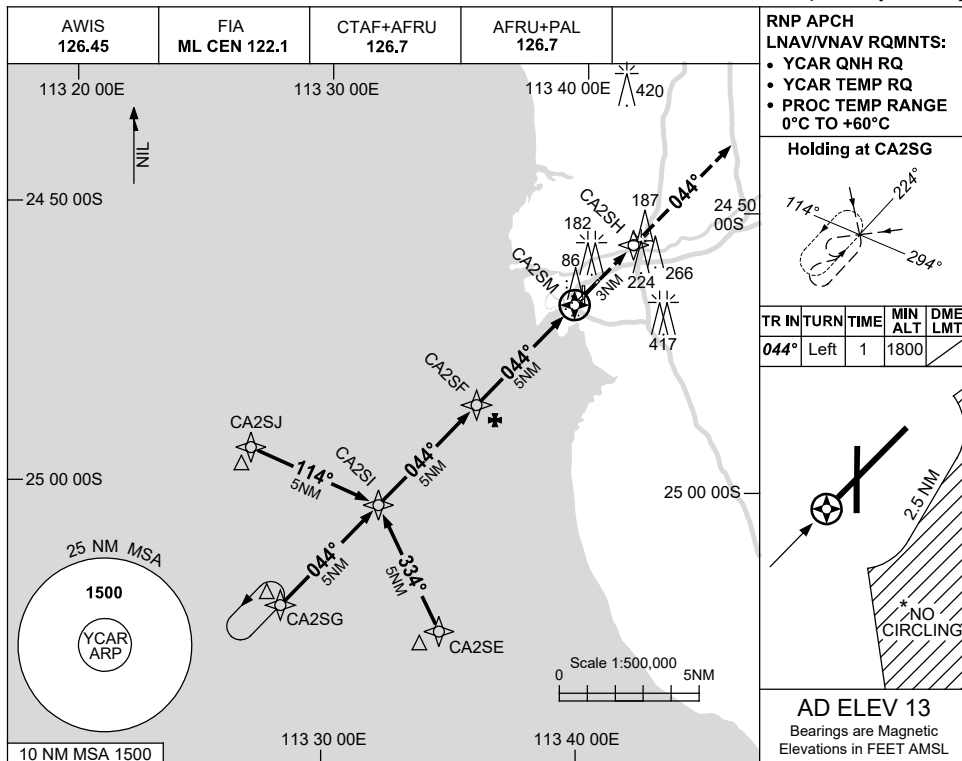 AWIS
126.45
FIA
ML CEN 122.1
CTAF+AFRU
126.7
AFRU+PAL
126.7
RNP APCH
LNAV/VNAV RQMNTS:
• YCAR QNH RQ
• YCAR TEMP RQ
• PROC TEMP RANGE
0°C TO +60°C
113 20 00E
113 30 00E
113 40 00E
420
NIL
Holding at CA2SG
114°
224°
294°
24 50 00S
24 50
00S
044°
CA2SH
187
182
86
CA2SM
3NM
224
266
417
TR IN
TURN
TIME
MIN
ALT
DME
LMT
044°
Left
1
1800
044°
5NM
CA2SF
CA2SJ
114°
5NM
CA2SI
044°
5NM
25 00 00S
25 00 00S
2.5 NM
25 NM MSA
1500
YCAR
ARP
044°
5NM
334°
5NM
CA2SG
CA2SE
*NO
CIRCLING
Scale 1:500,000
0
5NM
AD ELEV 13
Bearings are Magnetic
Elevations in FEET AMSL
10 NM MSA 1500
113 30 00E
113 40 00E